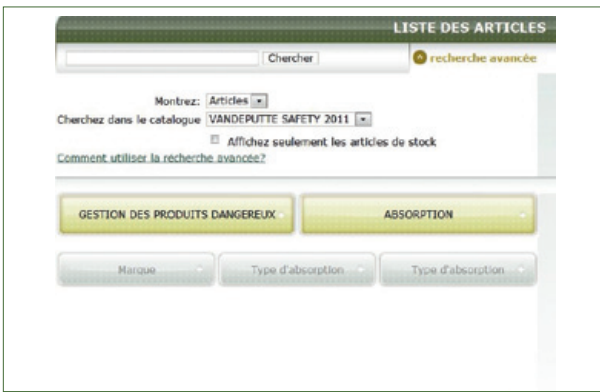 LISTE DES ARTICLES
Chercher
recherche avancée
Montrez: Articles
Cherchez dans le catalogue VANDEPUTTE SAFETY 2011
Affichez seulement les articles de stock
Comment utiliser la recherche avancée?
GESTION DES PRODUITS DANGEREUX
ABSORPTION
Marque
Type d'absorption
Type d'absorption